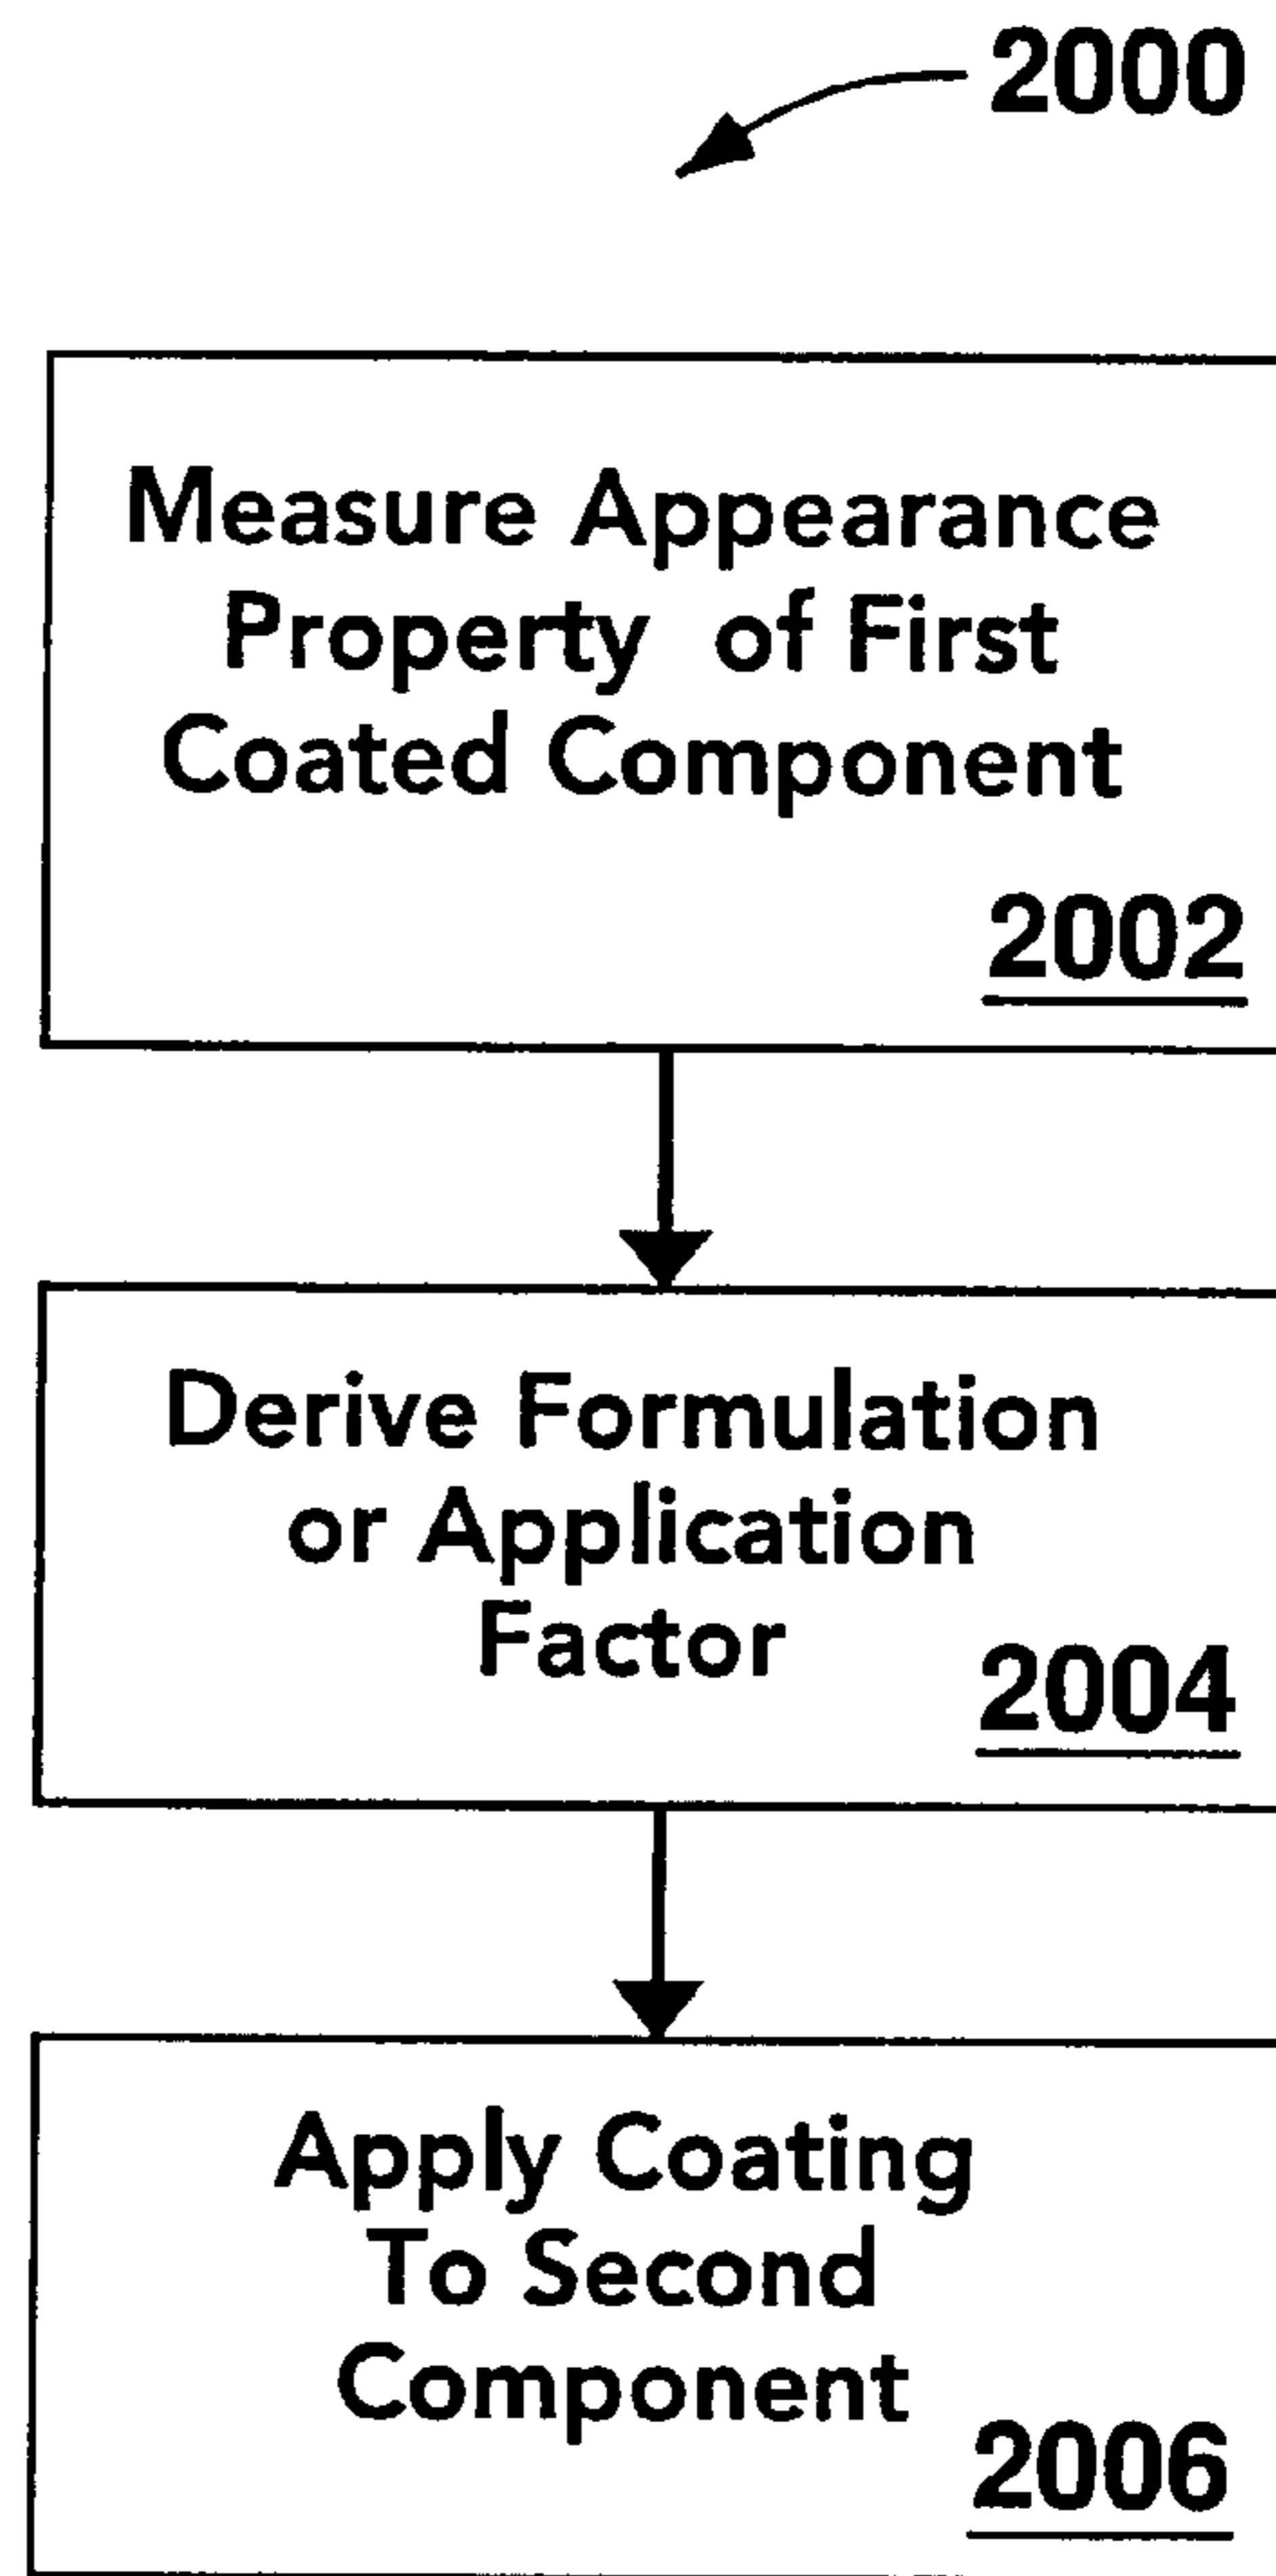 2000
Measure Appearance
Property of First
Coated Component
2002
Derive Formulation
or Application
Factor
2004
Apply Coating
To Second
Component
2006